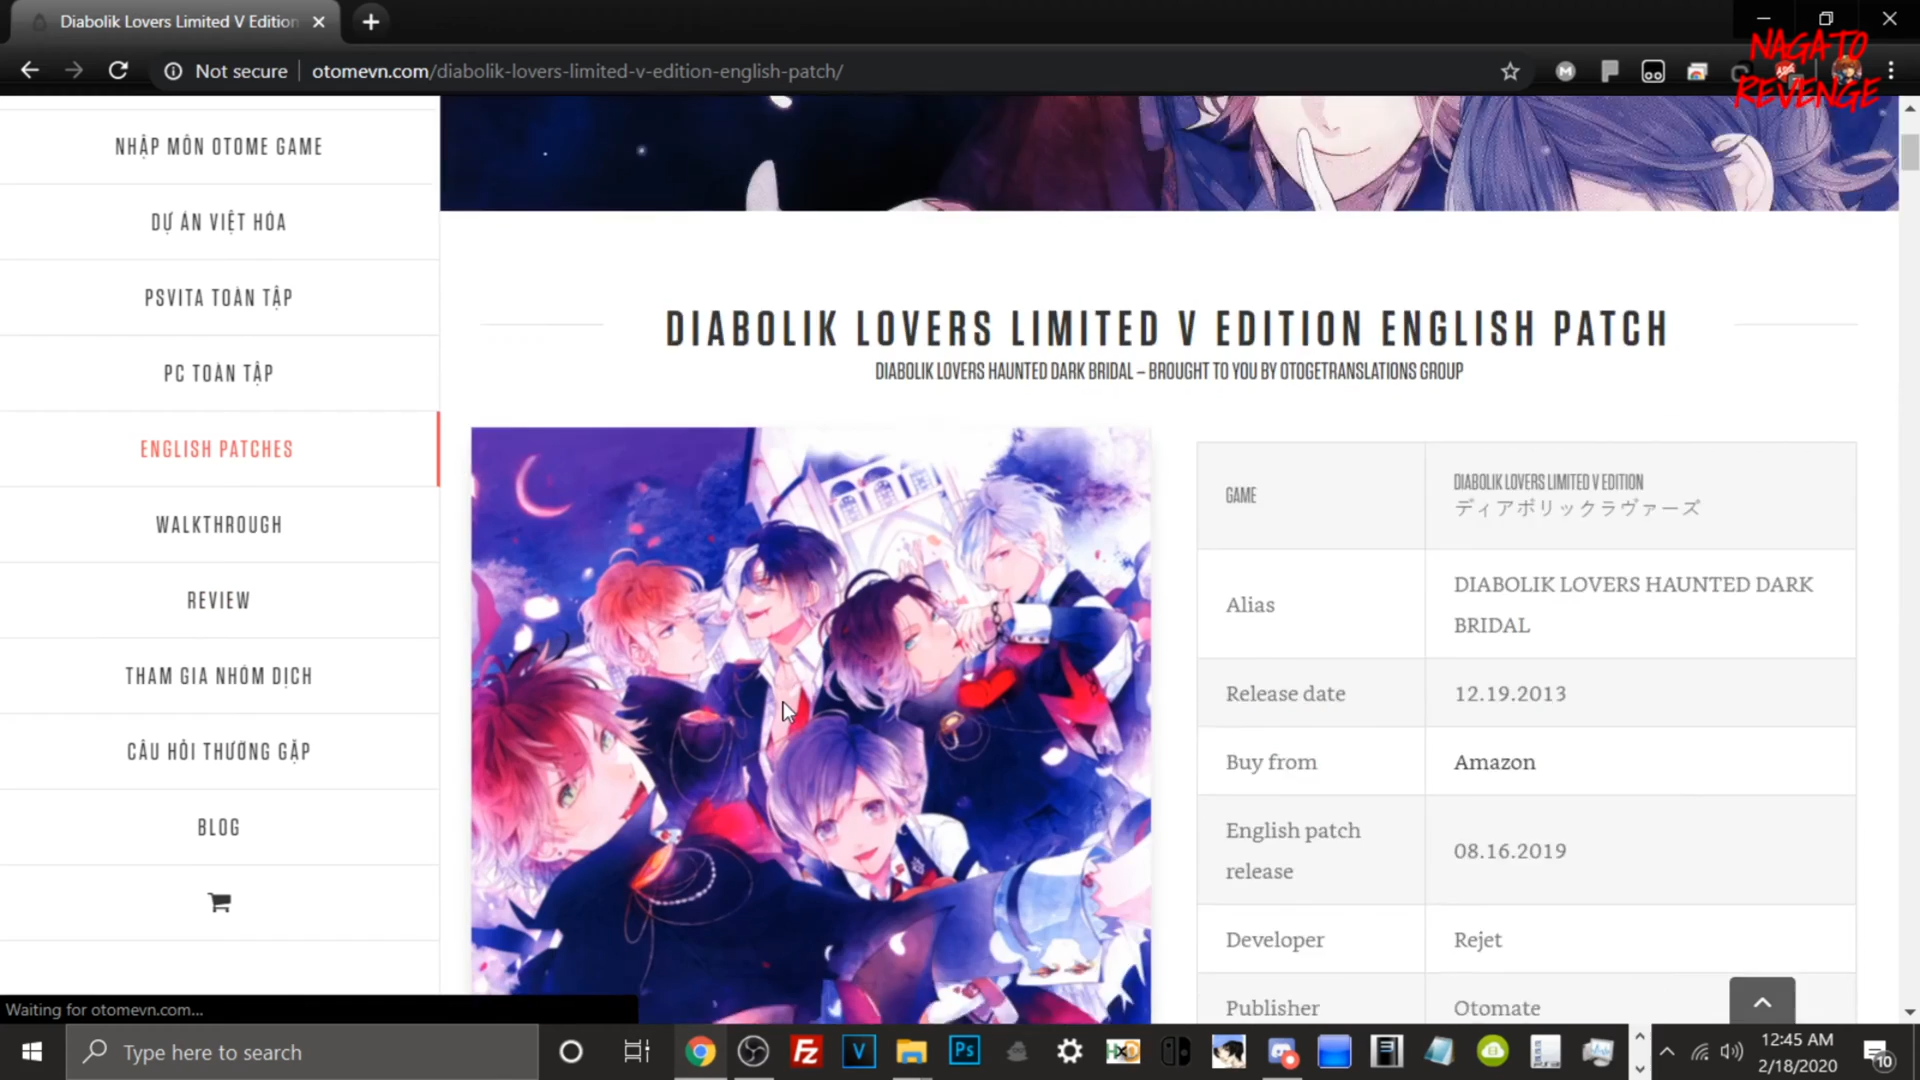 Diabolik Lovers Limited V Edition
NAGATO
REVENGE
Not secure
otomevn.com/diabolik-lovers-limited-v-edition-english-patch/
NHẬP MÔN OTOME GAME
DỰ ÁN VIỆT HÓA
PSVITA TOÀN TẬP
PC TOÀN TẬP
ENGLISH PATCHES
WALKTHROUGH
REVIEW
THAM GIA NHÓM DỊCH
CÂU HỎI THƯỜNG GẶP
BLOG
DIABOLIK LOVERS LIMITED V EDITION ENGLISH PATCH
DIABOLIK LOVERS HAUNTED DARK BRIDAL – BROUGHT TO YOU BY OTOGETRANSLATIONS GROUP
GAME
DIABOLIK LOVERS LIMITED V EDITION
ディアボリックラヴァーズ
Alias
DIABOLIK LOVERS HAUNTED DARK
BRIDAL
Release date
12.19.2013
Buy from
Amazon
English patch
release
08.16.2019
Developer
Rejet
Publisher
Otomate
Waiting for otomevn.com...
Type here to search
Fz
V
Ps
HxD
12:45 AM
2/18/2020
10